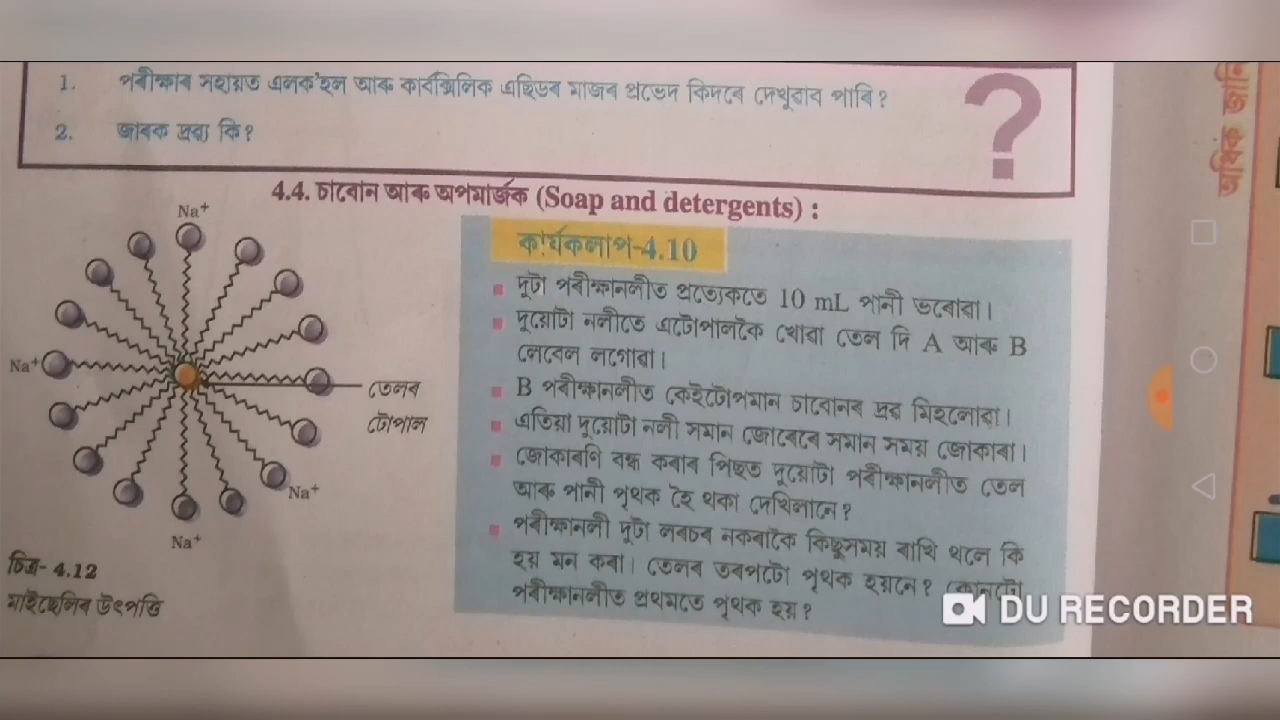 1. পৰীক্ষাৰ সহায়ত এলক'হল আৰু কাৰ্বক্সিলিক এছিডৰ মাজৰ প্ৰভেদ কিদৰে দেখুৱাব পাৰি?
2. জাৰক দ্ৰব্য কি?
?
4.4. চাবোন আৰু অপমাৰ্জক (Soap and detergents) :
Na⁺
Na⁺
Na⁺
Na⁺
তেলৰ
টোপাল
চিত্ৰ- 4.12
মাইছেলিৰ উৎপত্তি
কাৰ্যকলাপ-4.10
▪ দুটা পৰীক্ষানলীত প্ৰত্যেকতে 10 mL পানী ভৰোৱা।
▪ দুয়োটা নলীতে এটোপালকৈ খোৱা তেল দি A আৰু B
লেবেল লগোৱা।
▪ B পৰীক্ষানলীত কেইটোপমান চাবোনৰ দ্ৰৱ মিহলোৱা।
▪ এতিয়া দুয়োটা নলী সমান জোৰেৰে সমান সময় জোকাৰা।
▪ জোকাৰণি বন্ধ কৰাৰ পিছত দুয়োটা পৰীক্ষানলীত তেল
আৰু পানী পৃথক হৈ থকা দেখিলানে?
▪ পৰীক্ষানলী দুটা লৰচৰ নকৰাকৈ কিছুসময় ৰাখি থলে কি
হয় মন কৰা। তেলৰ তৰপটো পৃথক হয়নে? কোনটো
পৰীক্ষানলীত প্ৰথমতে পৃথক হয়?
অধিক জানি
DU RECORDER